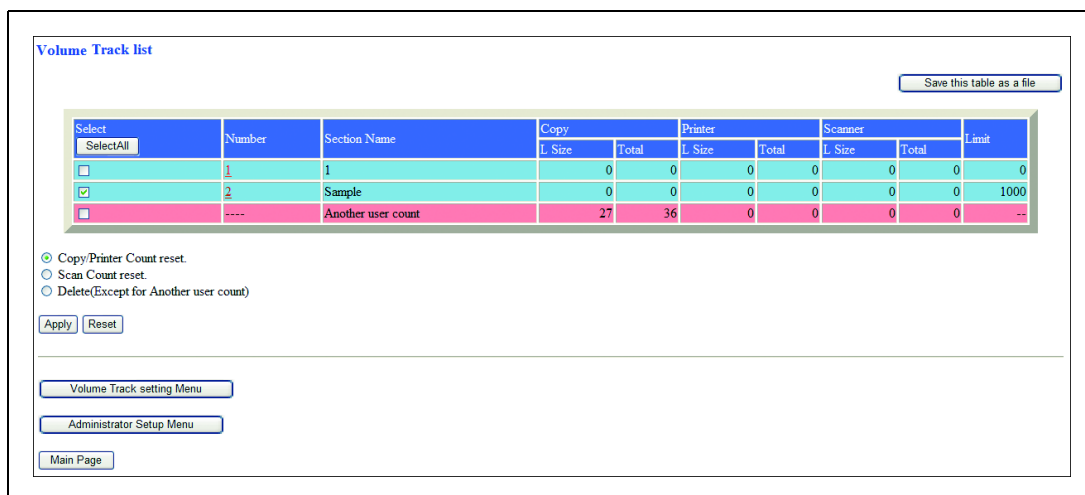 Volume Track list
Save this table as a file
Select Number Section Name Copy Printer Scanner Limit
SelectAll L Size Total L Size Total L Size Total
1 1 0 0 0 0 0 0 0
2 Sample 0 0 0 0 0 0 1000
---- Another user count 27 36 0 0 0 0 --
Copy/Printer Count reset.
Scan Count reset.
Delete(Except for Another user count)
Apply Reset
Volume Track setting Menu
Administrator Setup Menu
Main Page